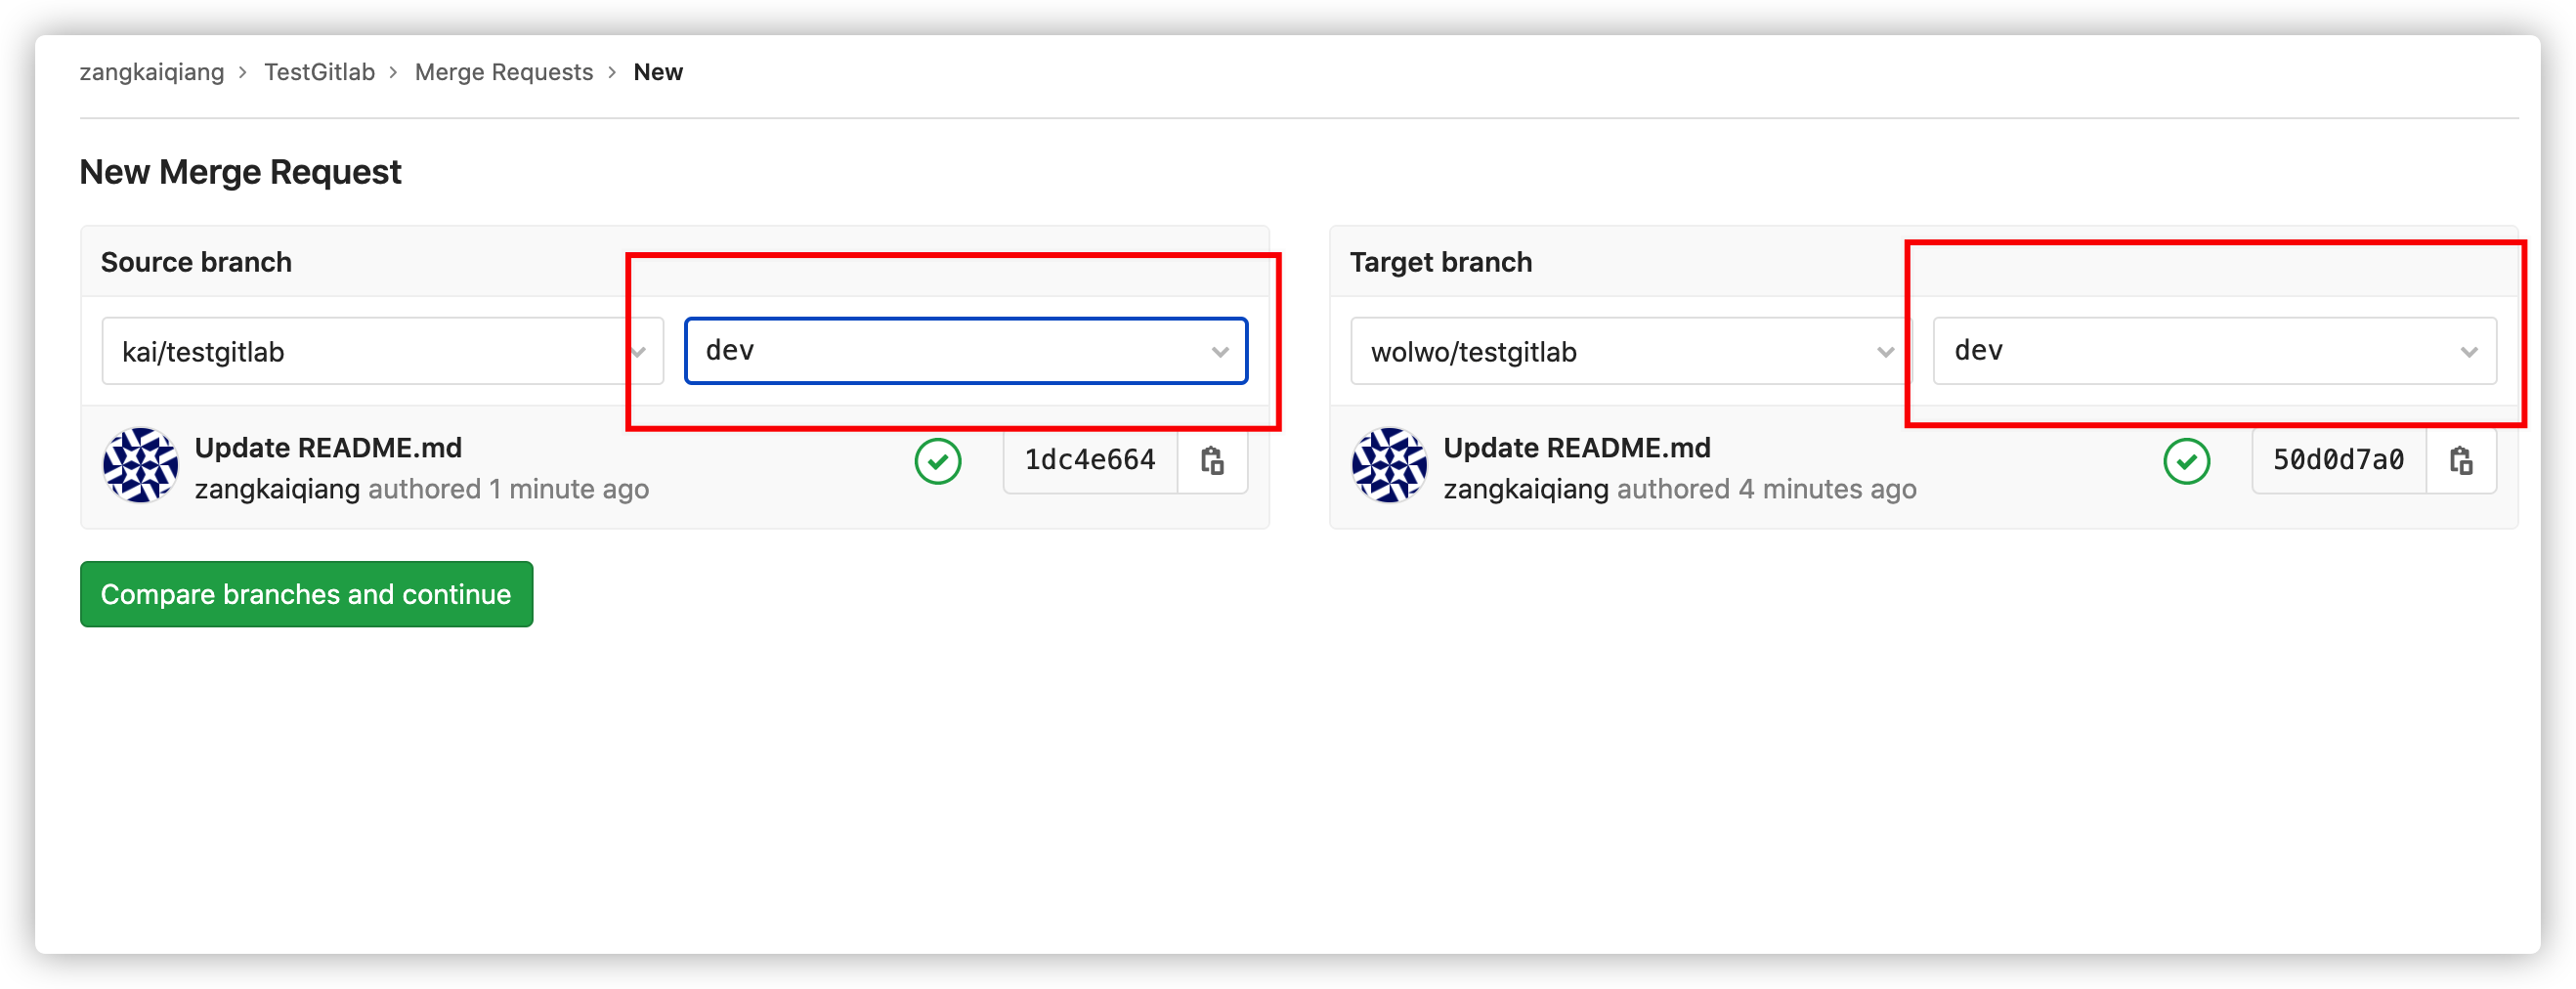 zangkaiqiang > TestGitlab > Merge Requests > New
New Merge Request
Source branch
kai/testgitlab
dev
Update README.md
zangkaiqiang authored 1 minute ago
1dc4e664
Target branch
wolwo/testgitlab
dev
Update README.md
zangkaiqiang authored 4 minutes ago
50d0d7a0
Compare branches and continue